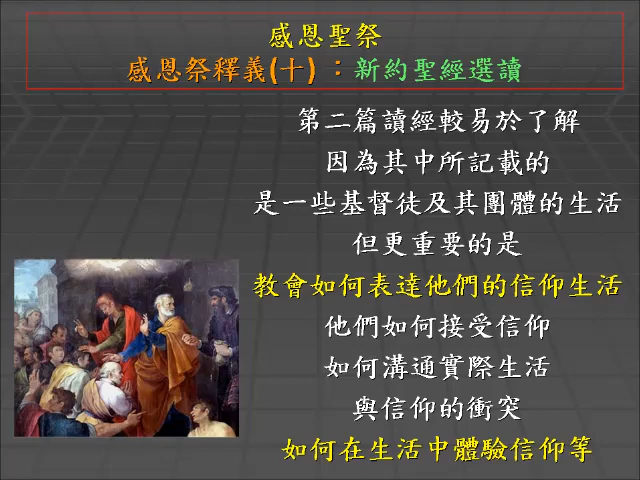 感恩聖祭
感恩祭釋義(十)：新約聖經選讀
第二篇讀經較易於了解
因為其中所記載的
是一些基督徒及其團體的生活
但更重要的是
教會如何表達他們的信仰生活
他們如何接受信仰
如何溝通實際生活
與信仰的衝突
如何在生活中體驗信仰等